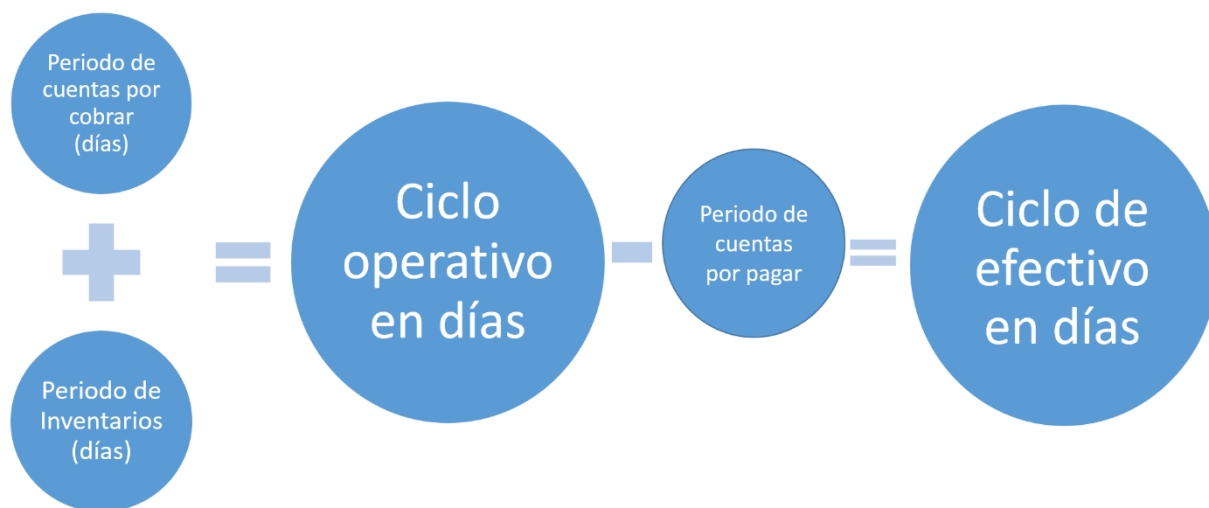 Periodo de
cuentas por
cobrar
(días)
Periodo de
Inventarios
(días)
Ciclo
operativo
en días
Periodo de
cuentas
por pagar
Ciclo de
efectivo
en días